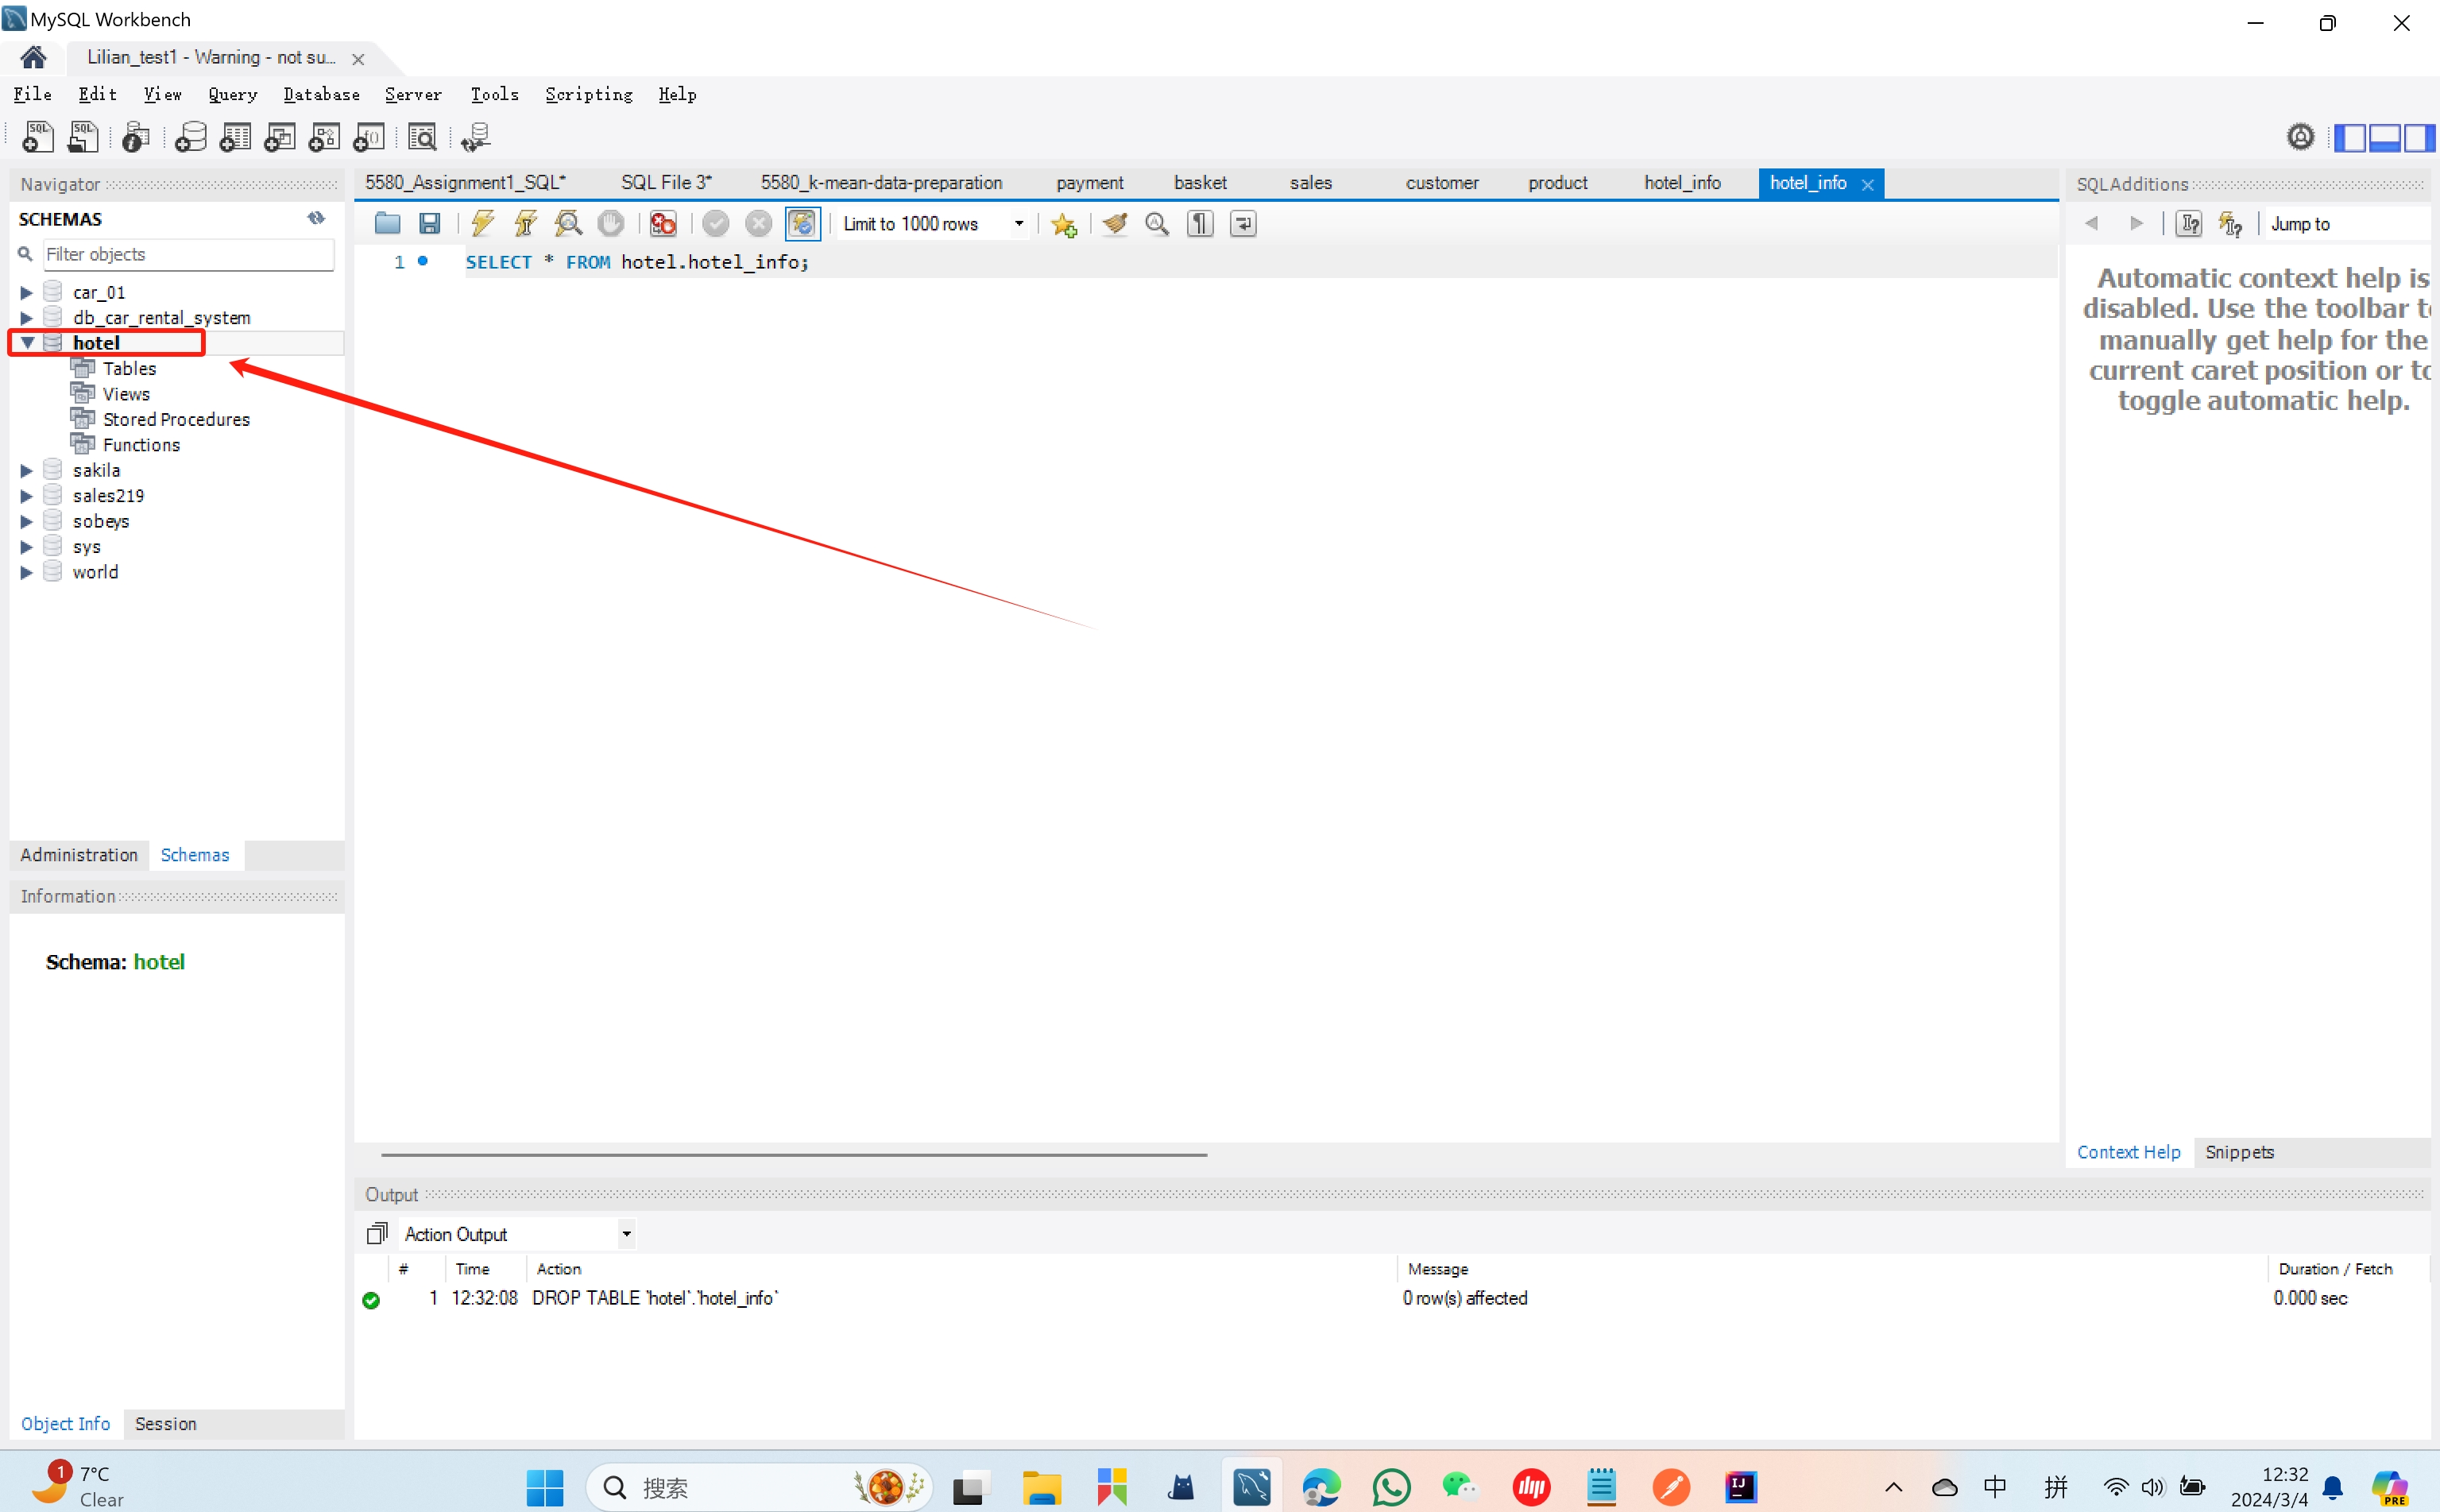 MySQL Workbench
Lilian_test1 - Warning - not su...
File Edit View Query Database Server Tools Scripting Help
Navigator
SCHEMAS
Filter objects
car_01
db_car_rental_system
hotel
Tables
Views
Stored Procedures
Functions
sakila
sales219
sobeys
sys
world
Administration Schemas
Information
Schema: hotel
Object Info Session
5580_Assignment1_SQL* SQL File 3* 5580_k-mean-data-preparation payment basket sales customer product hotel_info hotel_info
Limit to 1000 rows
1 SELECT * FROM hotel.hotel_info;
SQLAdditions
Jump to
Automatic context help is
disabled. Use the toolbar t
manually get help for the
current caret position or to
toggle automatic help.
Context Help Snippets
Output
Action Output
# Time Action Message Duration / Fetch
1 12:32:08 DROP TABLE `hotel`.`hotel_info` 0 row(s) affected 0.000 sec
1
7°C
Clear
搜索
IJ
中 拼
12:32
2024/3/4
PRE